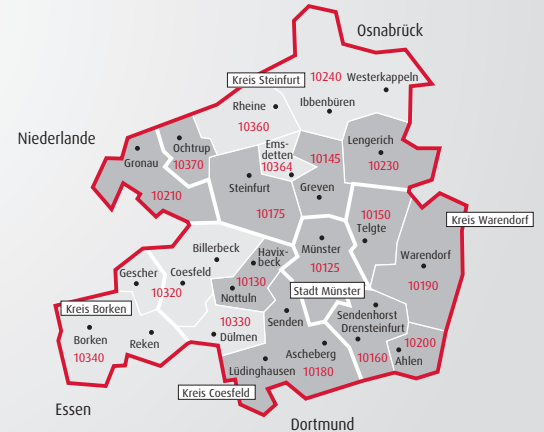 Osnabrück
10240
Westerkappeln
Kreis Steinfurt
Rheine
Ibbenbüren
10360
Niederlande
Ochtrup
Ems-
detten
10145
Lengerich
Gronau
10370
10364
10230
Steinfurt
Greven
10210
10175
10150
Telgte
Kreis Warendorf
Billerbeck
Havix-
beck
Münster
Warendorf
Gescher
Coesfeld
10130
10125
10190
10320
Nottuln
Stadt Münster
Kreis Borken
10330
Senden
Sendenhorst
Drensteinfurt
Borken
Reken
Dülmen
10340
Ascheberg
10160
10200
Ahlen
Lüdinghausen
10180
Kreis Coesfeld
Essen
Dortmund